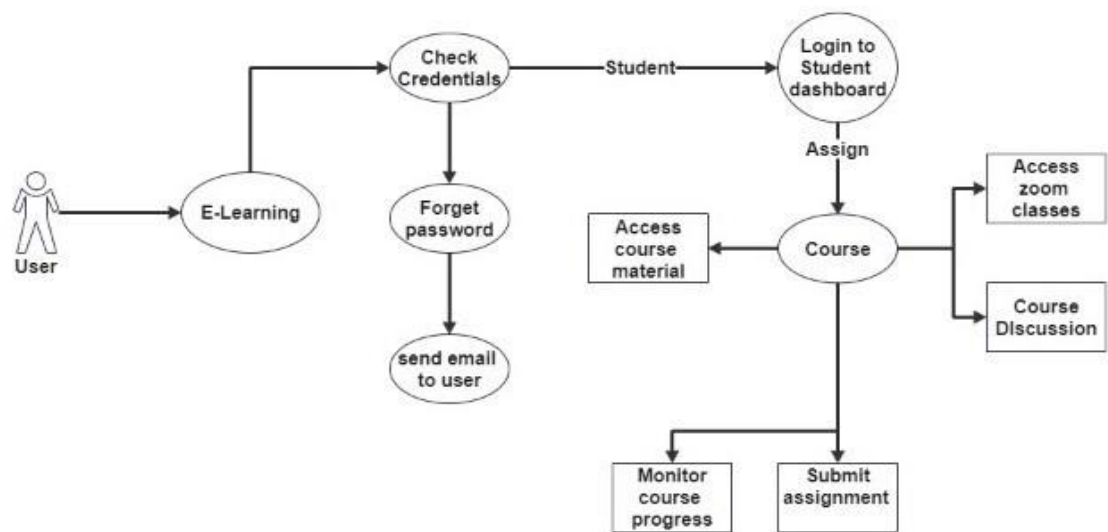 Check
Credentials
Student
Login to
Student
dashboard
Assign
Access
zoom
classes
User
E-Learning
Forget
password
Access
course
material
Course
Course
DIscussion
send email
to user
Monitor
course
progress
Submit
assignment